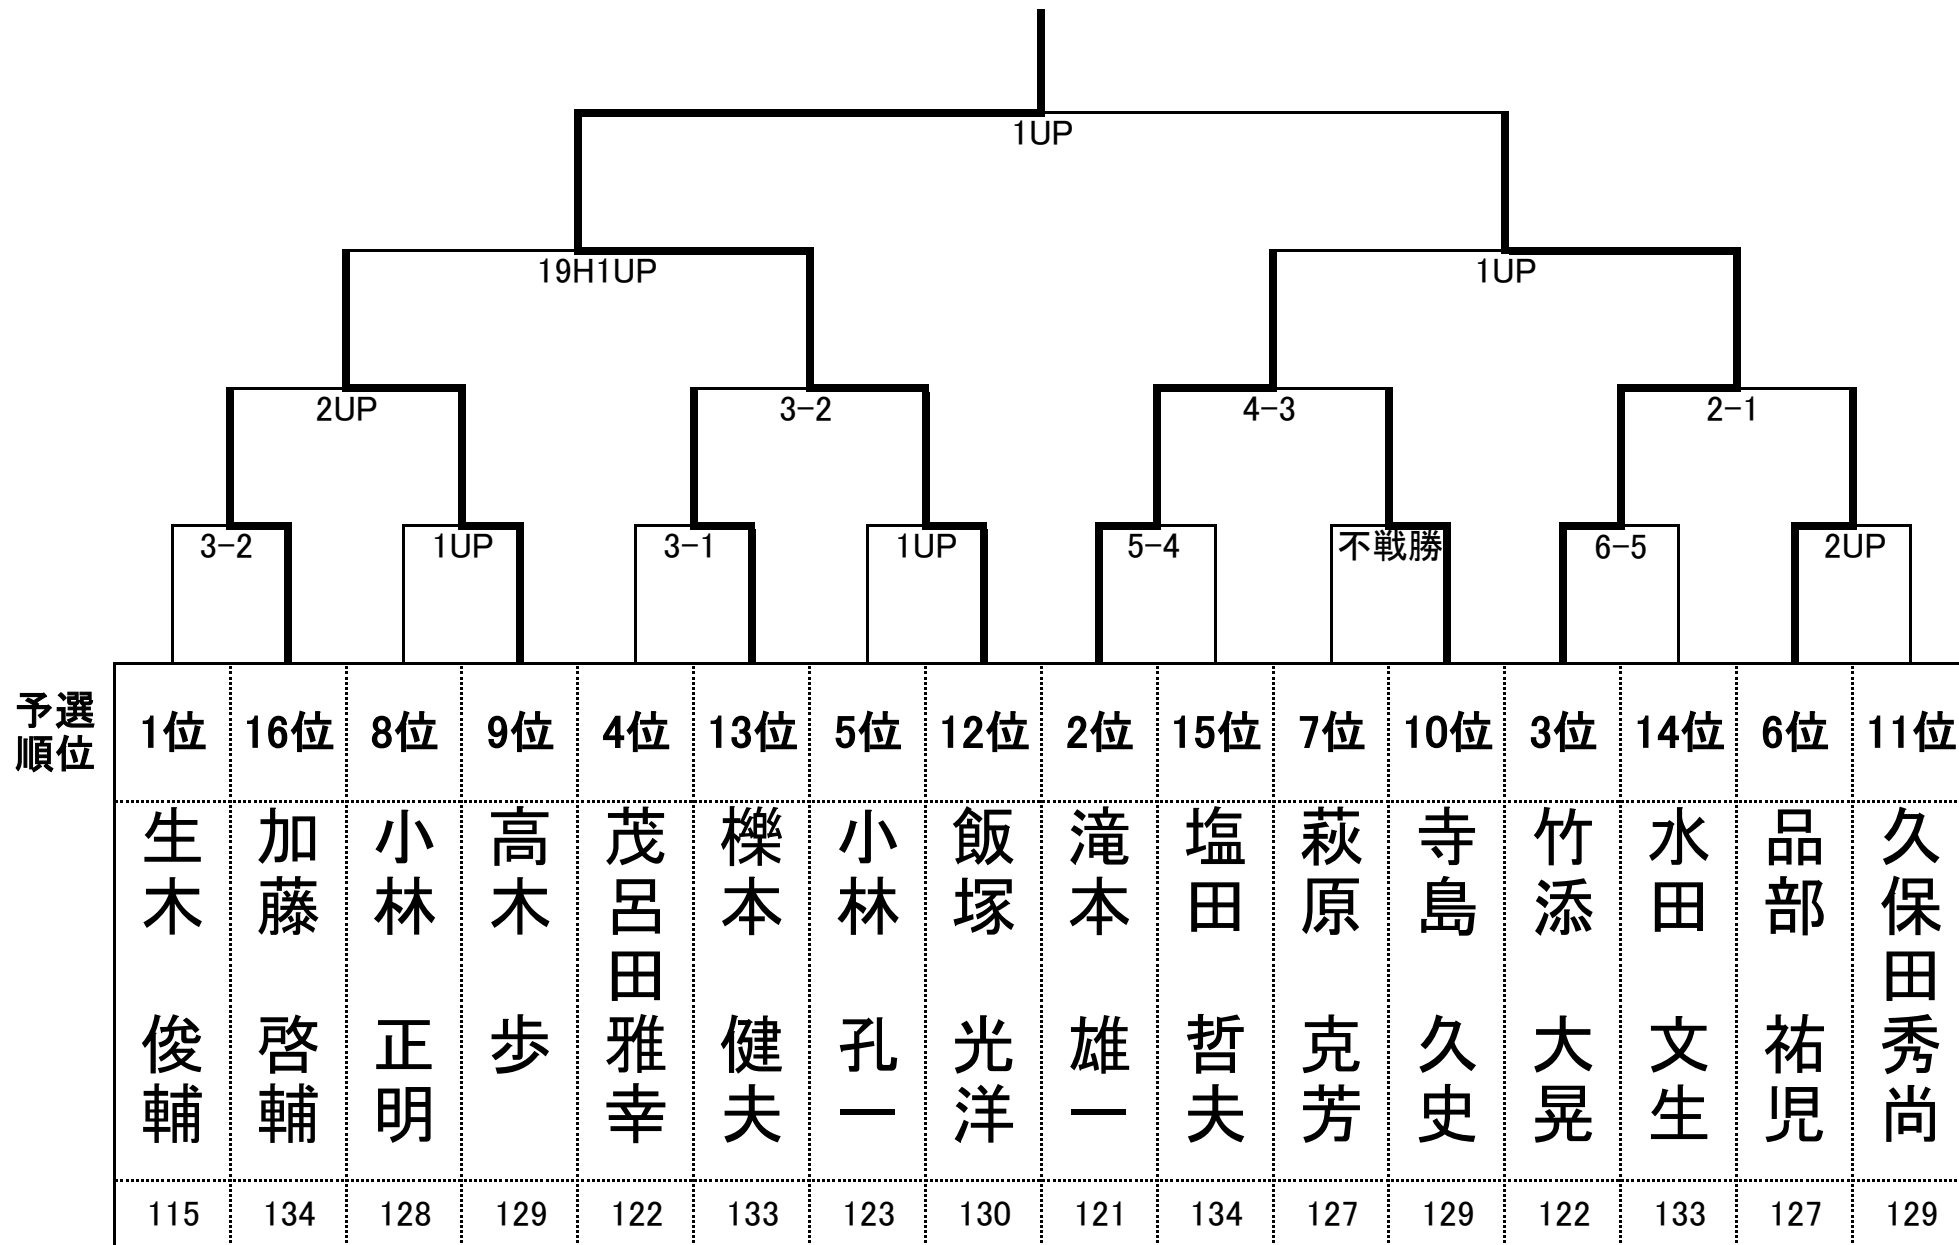 1UP
19H1UP 1UP
2UP 3-2 4-3 2-1
3-2 1UP 3-1 1UP 5-4 不戦勝 6-5 2UP
予選順位 1位 16位 8位 9位 4位 13位 5位 12位 2位 15位 7位 10位 3位 14位 6位 11位
生木 俊輔
加藤 啓輔
小林 正明
高木 歩
茂呂田 雅幸
櫟本 健夫
小林 孔一
飯塚 光洋
滝本 雄一
塩田 哲夫
萩原 克芳
寺島 久史
竹添 大晃
水田 文生
品部 祐児
久保田 秀尚
115 134 128 129 122 133 123 130 121 134 127 129 122 133 127 129